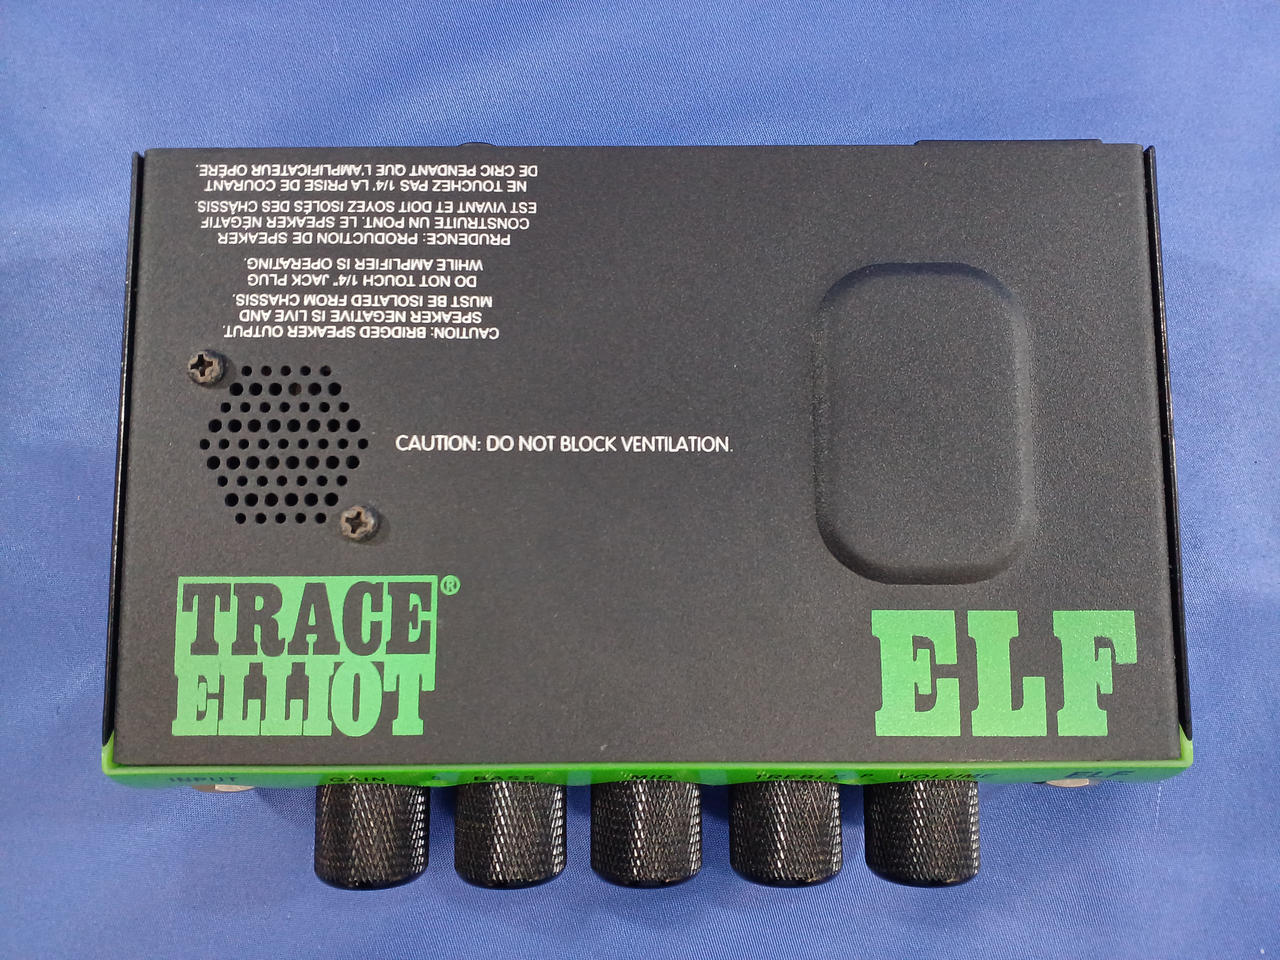 CAUTION: BRIDGED SPEAKER OUTPUT.
SPEAKER NEGATIVE IS LIVE AND
MUST BE ISOLATED FROM CHASSIS.
DO NOT TOUCH 1/4" JACK PLUG
WHILE AMPLIFIER IS OPERATING.
PRUDENCE: PRODUCTION DE SPEAKER
CONSTRUITE UN PONT. LE SPEAKER NÉGATIF
EST VIVANT ET DOIT SOYEZ ISOLÉS DES CHÂSSIS.
NE TOUCHEZ PAS 1/4' LA PRISE DE COURANT
DE CRIC PENDANT QUE L'AMPLIFICATEUR OPÈRE.
CAUTION: DO NOT BLOCK VENTILATION.
TRACE ®
ELLIOT
ELF
INPUT GAIN BASS MID TREBLE VOLUME ELF